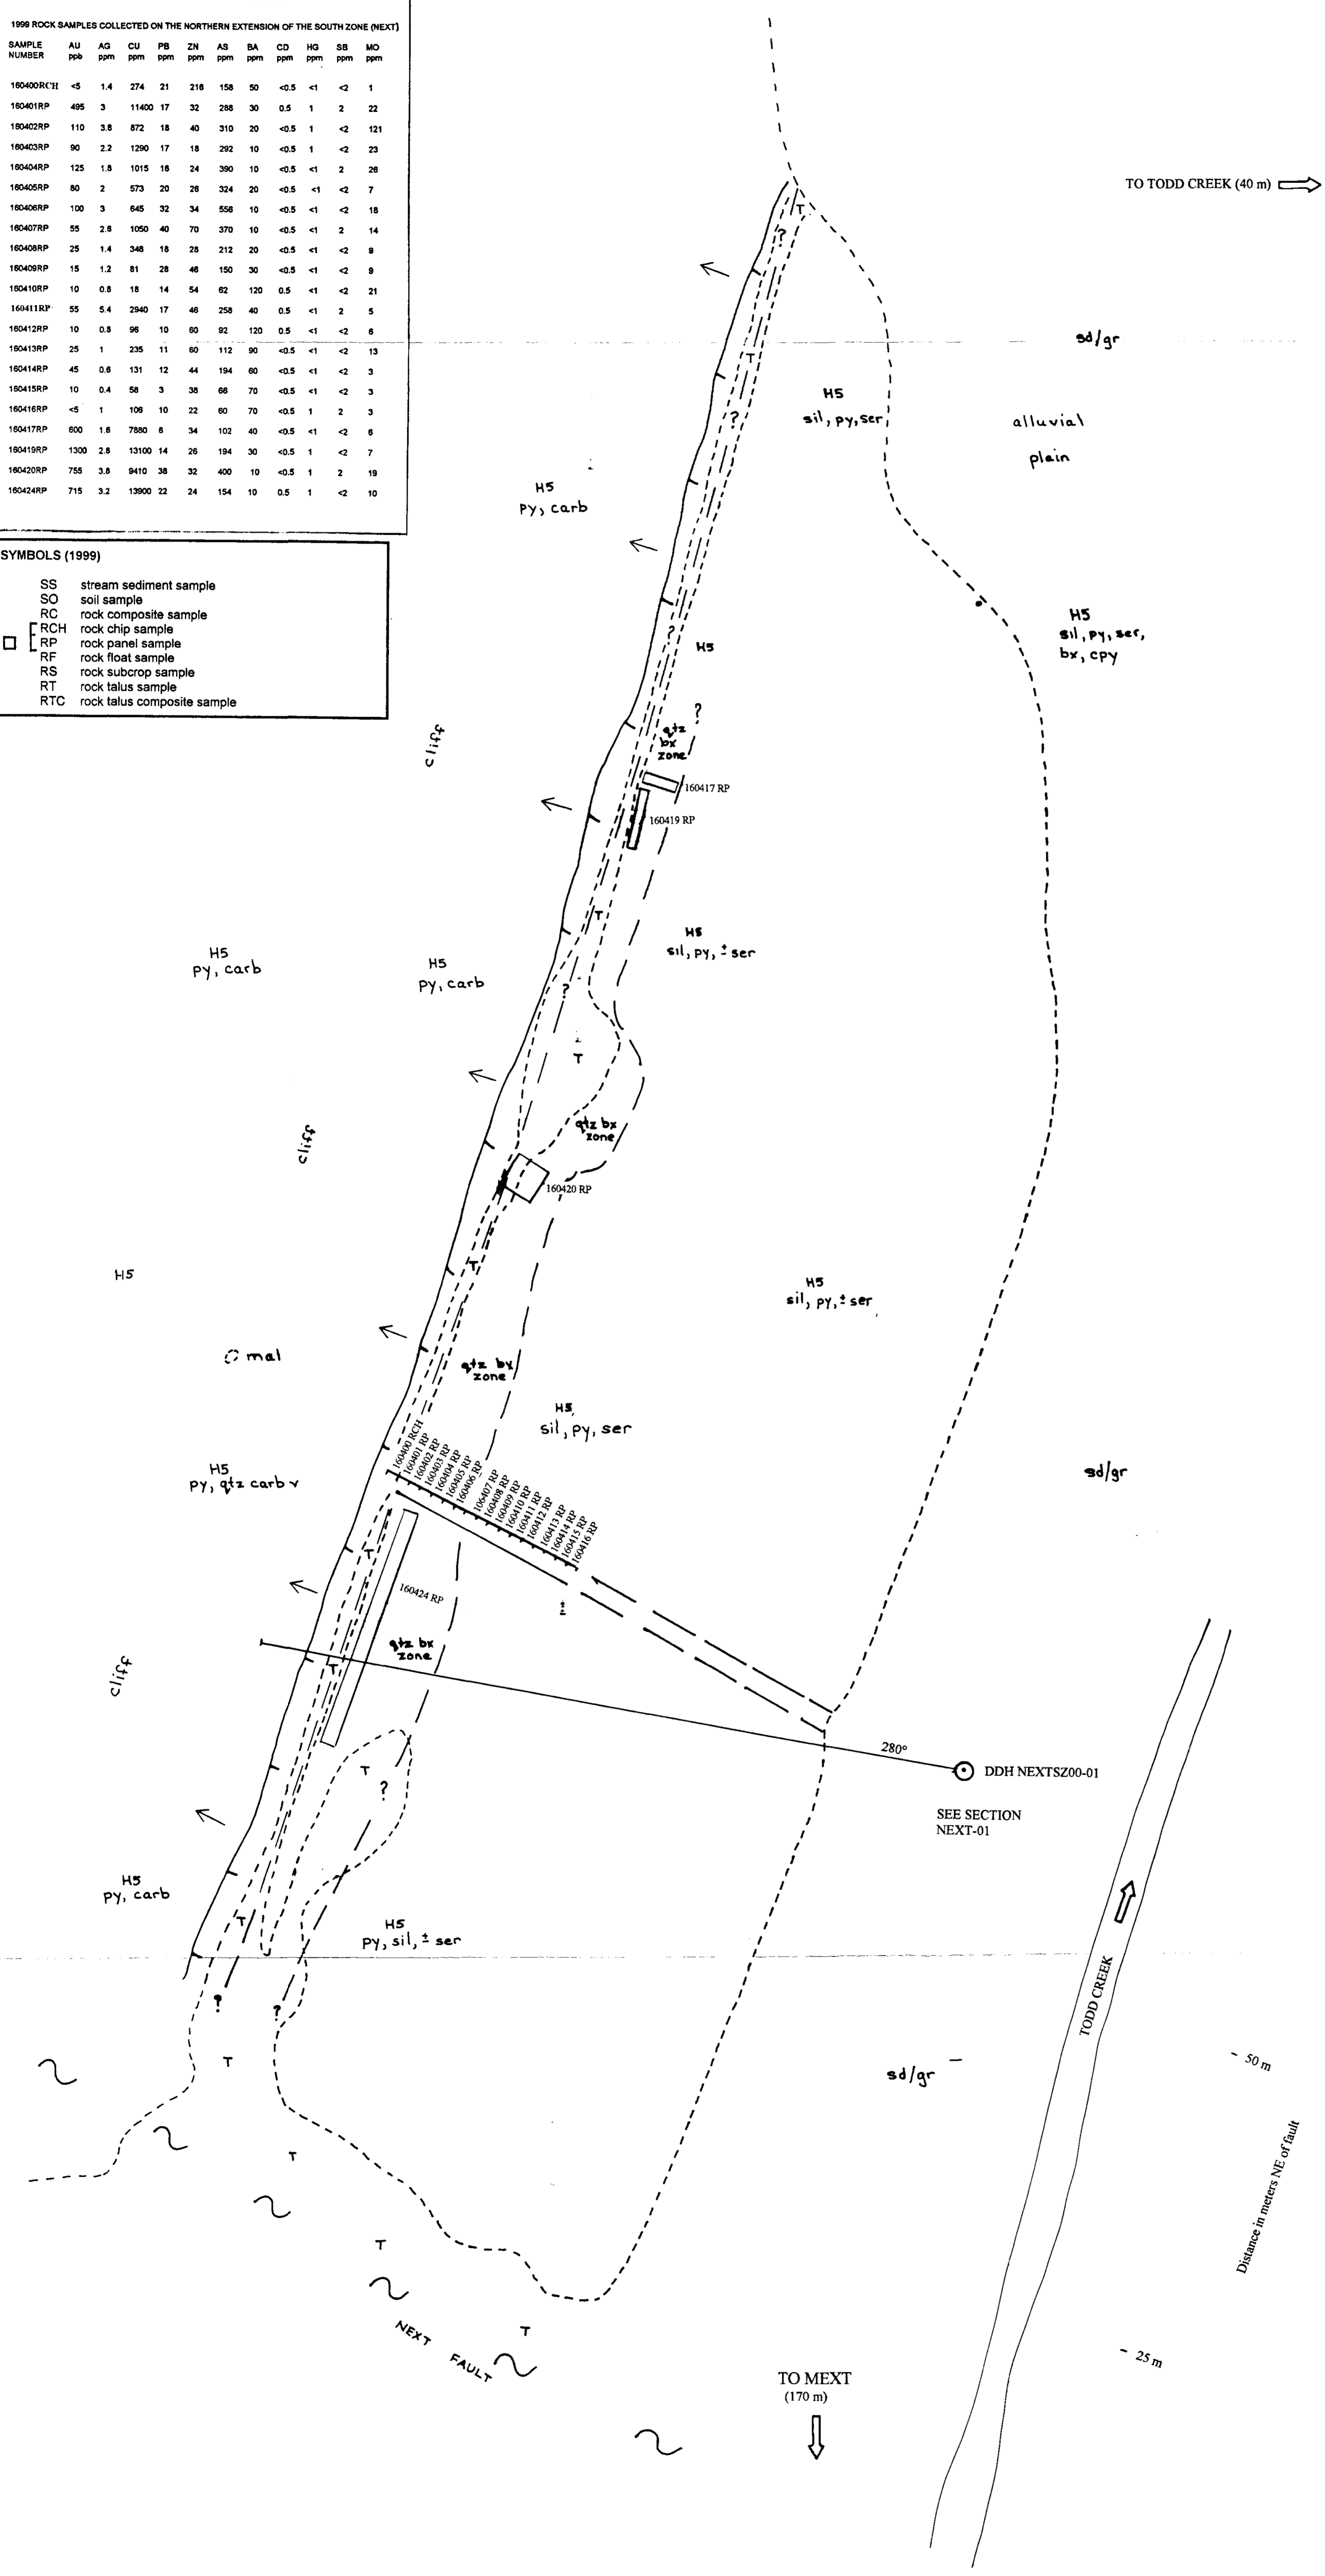 1999 ROCK SAMPLES COLLECTED ON THE NORTHERN EXTENSION OF THE SOUTH ZONE (NEXT)
SAMPLE NUMBER AU ppb AG ppm CU ppm PB ppm ZN ppm AS ppm BA ppm CD ppm HG ppm SB ppm MO ppm
160400RCH <5 1.4 274 21 216 158 50 <0.5 <1 <2 1
160401RP 495 3 11400 17 32 288 30 0.5 1 2 22
160402RP 110 3.8 872 18 40 310 20 <0.5 1 <2 121
160403RP 90 2.2 1290 17 18 292 10 <0.5 1 <2 23
160404RP 125 1.8 1015 16 24 390 10 <0.5 <1 2 26
160405RP 80 2 573 20 28 324 20 <0.5 <1 <2 7
160406RP 100 3 645 32 34 556 10 <0.5 <1 <2 18
160407RP 55 2.6 1050 40 70 370 10 <0.5 <1 2 14
160408RP 25 1.4 348 18 28 212 20 <0.5 <1 <2 9
160409RP 15 1.2 81 28 46 150 30 <0.5 <1 <2 9
160410RP 10 0.8 18 14 54 62 120 0.5 <1 <2 21
160411RP 55 5.4 2940 17 46 258 40 0.5 <1 2 5
160412RP 10 0.8 96 10 60 92 120 0.5 <1 <2 6
160413RP 25 1 235 11 60 112 90 <0.5 <1 <2 13
160414RP 45 0.6 131 12 44 194 60 <0.5 <1 <2 3
160415RP 10 0.4 58 3 38 66 70 <0.5 <1 <2 3
160416RP <5 1 106 10 22 60 70 <0.5 1 2 3
160417RP 600 1.6 7880 6 34 102 40 <0.5 <1 <2 6
160419RP 1300 2.8 13100 14 26 194 30 <0.5 1 <2 7
160420RP 755 3.8 9410 38 32 400 10 <0.5 1 2 19
160424RP 715 3.2 13900 22 24 154 10 0.5 1 <2 10
SYMBOLS (1999)
SS stream sediment sample
SO soil sample
RC rock composite sample
RCH rock chip sample
RP rock panel sample
RF rock float sample
RS rock subcrop sample
RT rock talus sample
RTC rock talus composite sample
TO TODD CREEK (40 m)
T
?
sd/gr
T
H5
sil, py, ser
?
alluvial
plain
H5
py, carb
H5
sil, py, ser,
bx, cpy
?
H5
?
cliff
qtz
bx
zone
160417 RP
160419 RP
T
H5
sil, py, ± ser
H5
py, carb
H5
py, carb
?
±
T
qtz bx
zone
cliff
160420 RP
T
H5
H5
sil, py, ± ser
mal
qtz bx
zone
H5
sil, py, ser
H5
py, qtz carb v
sd/gr
160400 RCH
160401 RP
160402 RP
160403 RP
160404 RP
160405 RP
160406 RP
106407 RP
160408 RP
160409 RP
160410 RP
160411 RP
160412 RP
160413 RP
160414 RP
160415 RP
160416 RP
T
160424 RP
±
qtz bx
zone
T
cliff
280°
DDH NEXTSZ00-01
SEE SECTION
NEXT-01
T
?
H5
py, carb
T
H5
py, sil, ± ser
?
?
T
TODD CREEK
sd/gr
- 50 m
T
Distance in meters NE of fault
T
T
NEXT FAULT
- 25 m
TO MEXT
(170 m)